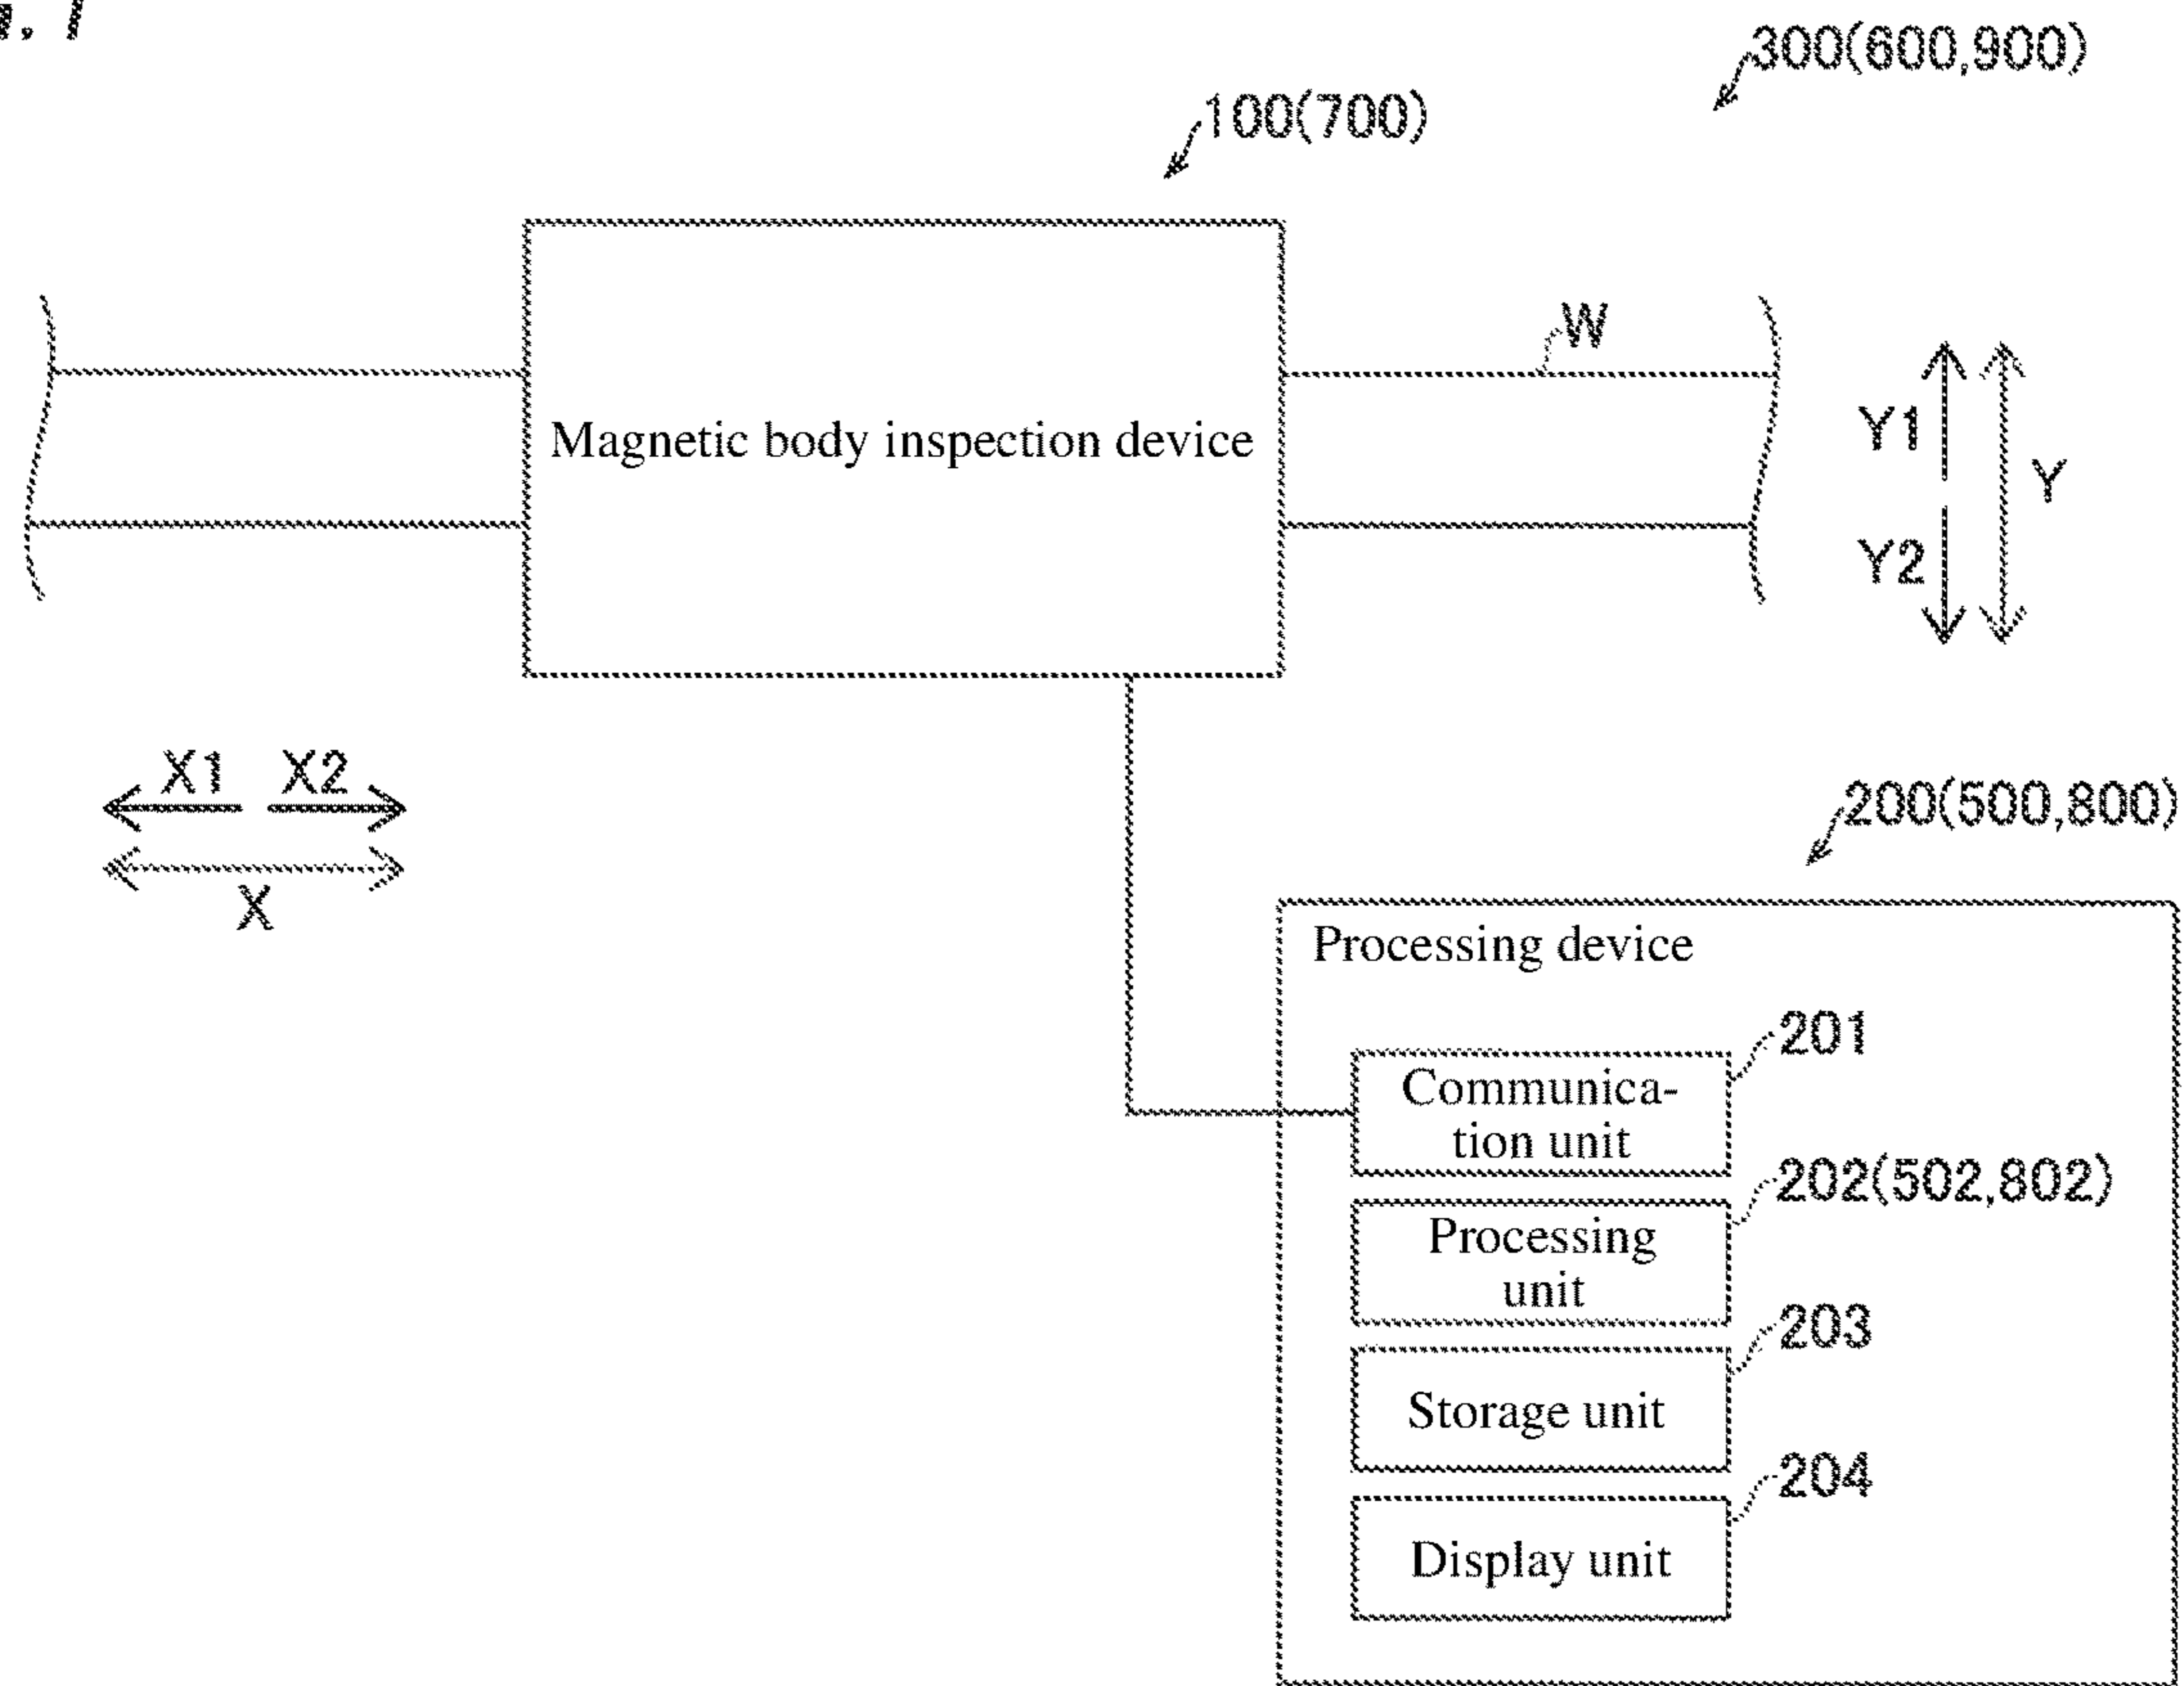 1
300(600,900)
100(700)
W
Magnetic body inspection device
Y1
Y
Y2
X1 X2
X
200(500,800)
Processing device
201
Communica-
tion unit
202(502,802)
Processing
unit
203
Storage unit
204
Display unit